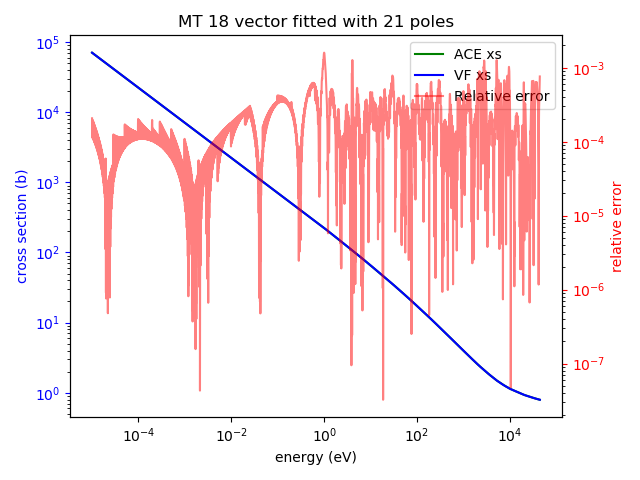 MT 18 vector fitted with 21 poles
ACE xs
VF xs
Relative error
cross section (b)
10^5
10^4
10^3
10^2
10^1
10^0
10^-3
10^-4
10^-5
10^-6
10^-7
relative error
10^-4 10^-2 10^0 10^2 10^4
energy (eV)